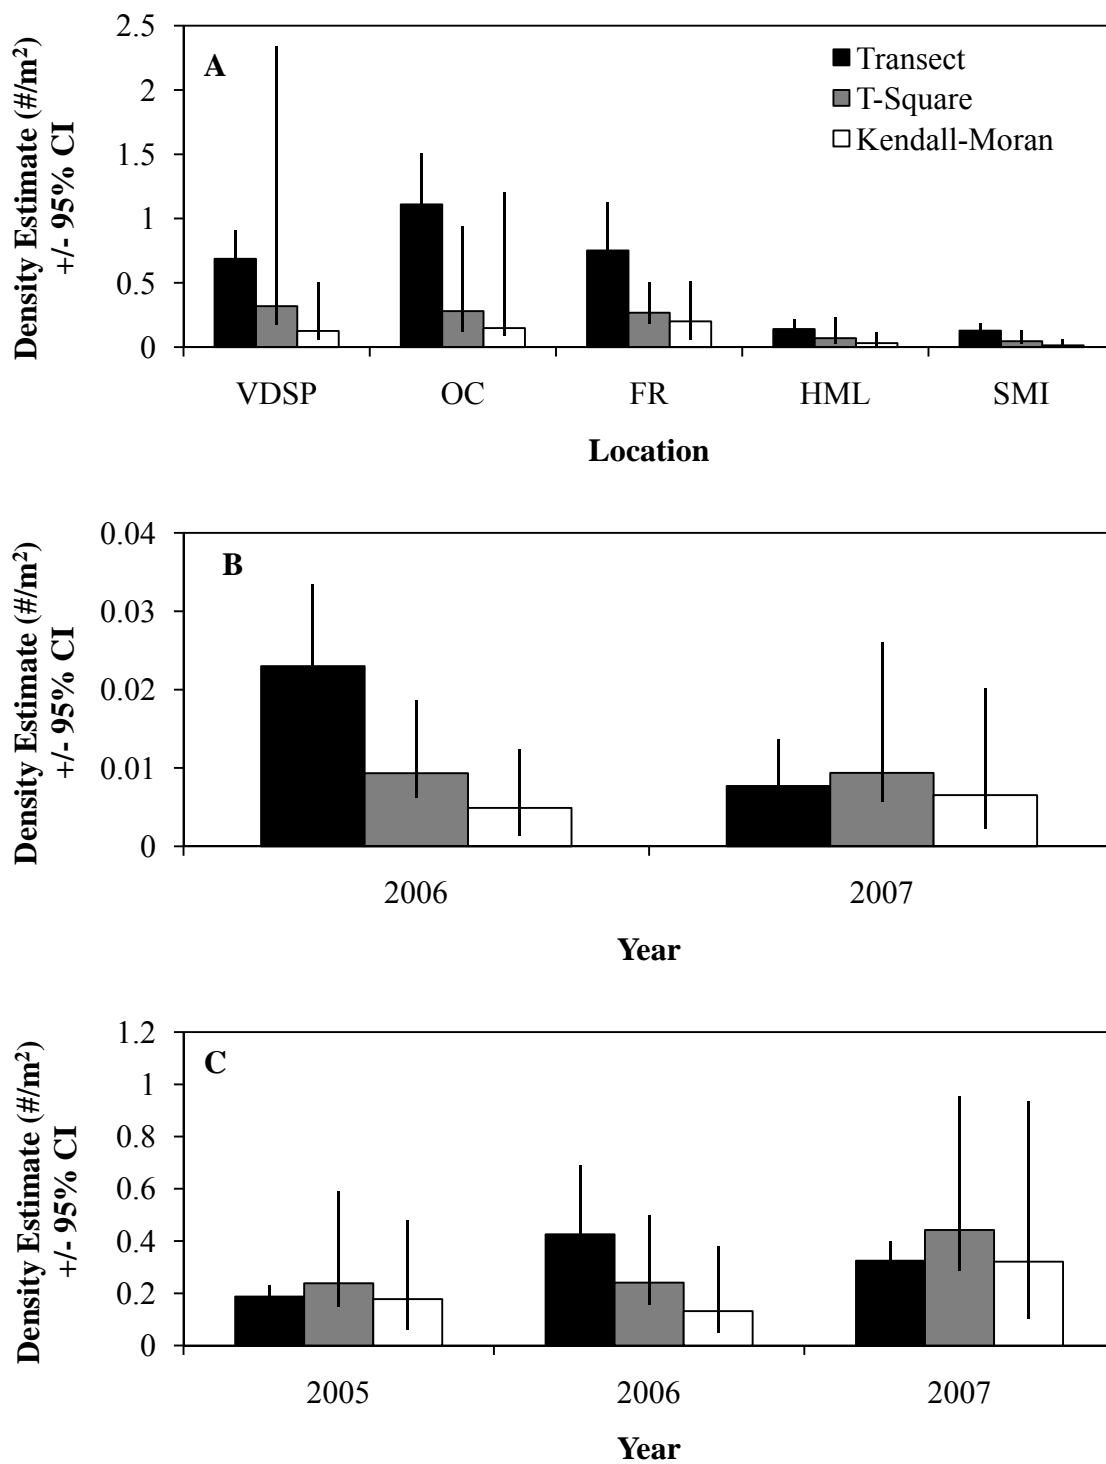 A
Transect
T-Square
Kendall-Moran
Density Estimate (#/m²)
+/- 95% CI
2.5
2
1.5
1
0.5
0
VDSP OC FR HML SMI
Location
B
Density Estimate (#/m²)
+/- 95% CI
0.04
0.03
0.02
0.01
0
2006 2007
Year
C
Density Estimate (#/m²)
+/- 95% CI
1.2
1
0.8
0.6
0.4
0.2
0
2005 2006 2007
Year